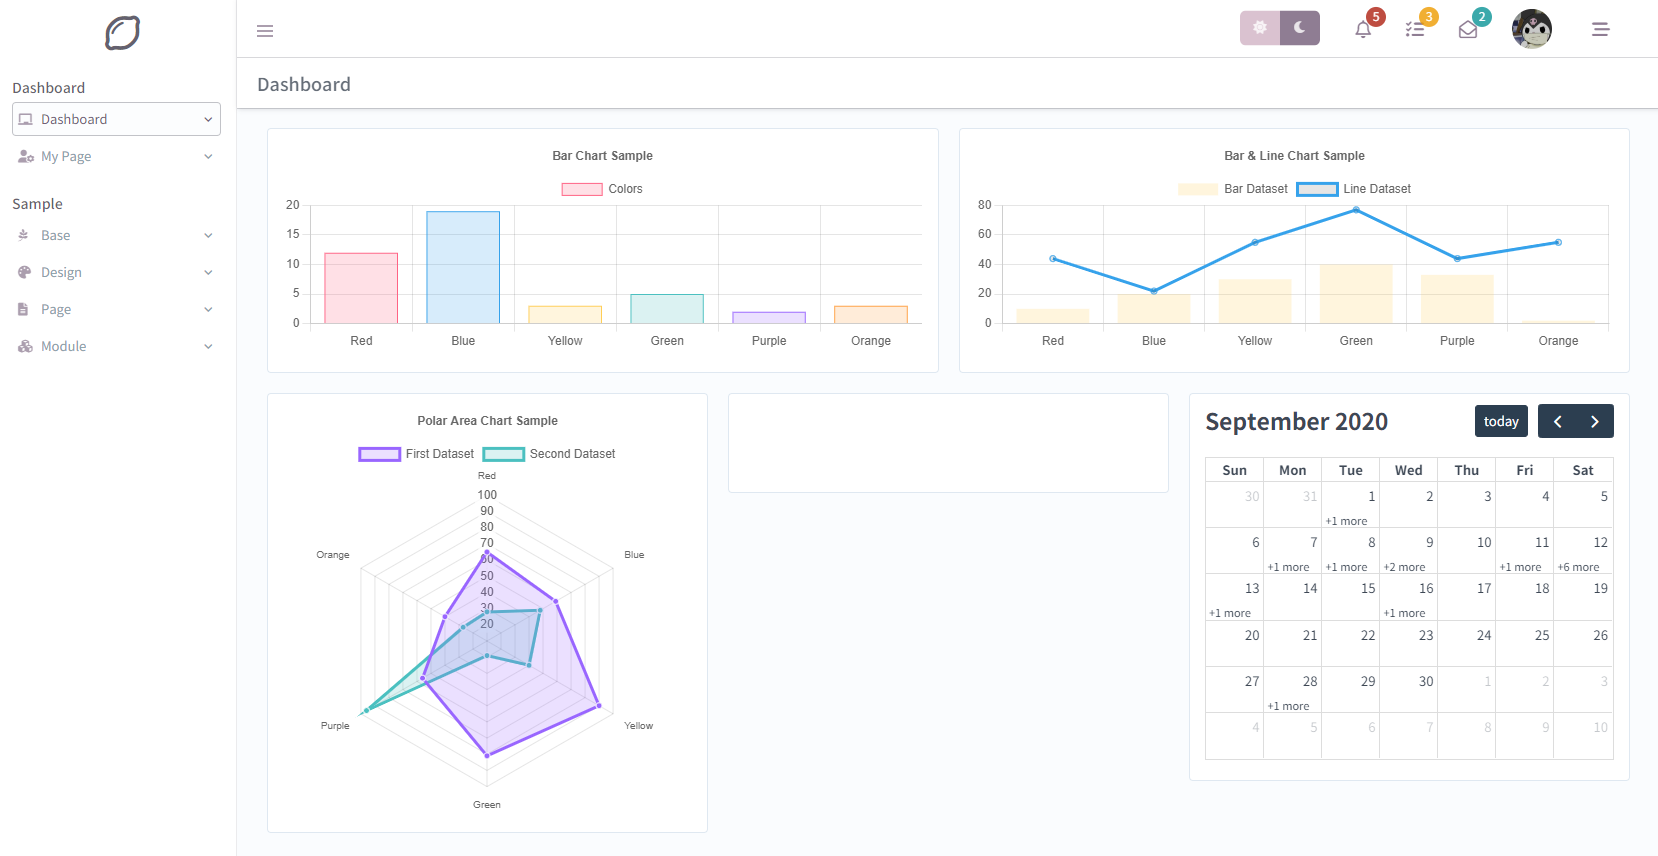 5
3
2
Dashboard
Dashboard
My Page
Sample
Base
Design
Page
Module
Dashboard
Bar Chart Sample
Colors
20
15
10
5
0
Red Blue Yellow Green Purple Orange
Bar & Line Chart Sample
Bar Dataset Line Dataset
80
60
40
20
0
Red Blue Yellow Green Purple Orange
Polar Area Chart Sample
First Dataset Second Dataset
Red
100
90
80
70
60
50
40
30
20
Orange Blue
Purple Yellow
Green
September 2020 today
Sun Mon Tue Wed Thu Fri Sat
30 31 1 2 3 4 5
+1 more
6 7 8 9 10 11 12
+1 more +1 more +2 more +1 more +6 more
13 14 15 16 17 18 19
+1 more +1 more
20 21 22 23 24 25 26
27 28 29 30 1 2 3
+1 more
4 5 6 7 8 9 10